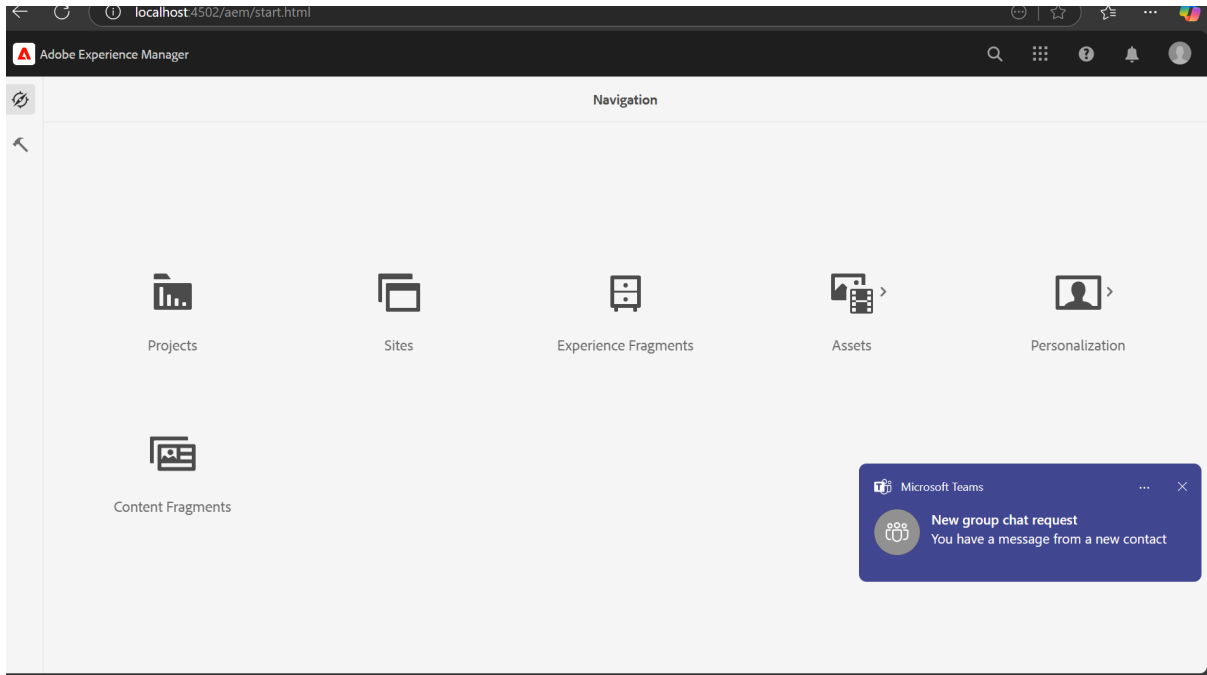 localhost:4502/aem/start.html
Adobe Experience Manager
Navigation
Projects
Sites
Experience Fragments
Assets
Personalization
Content Fragments
Microsoft Teams
New group chat request
You have a message from a new contact